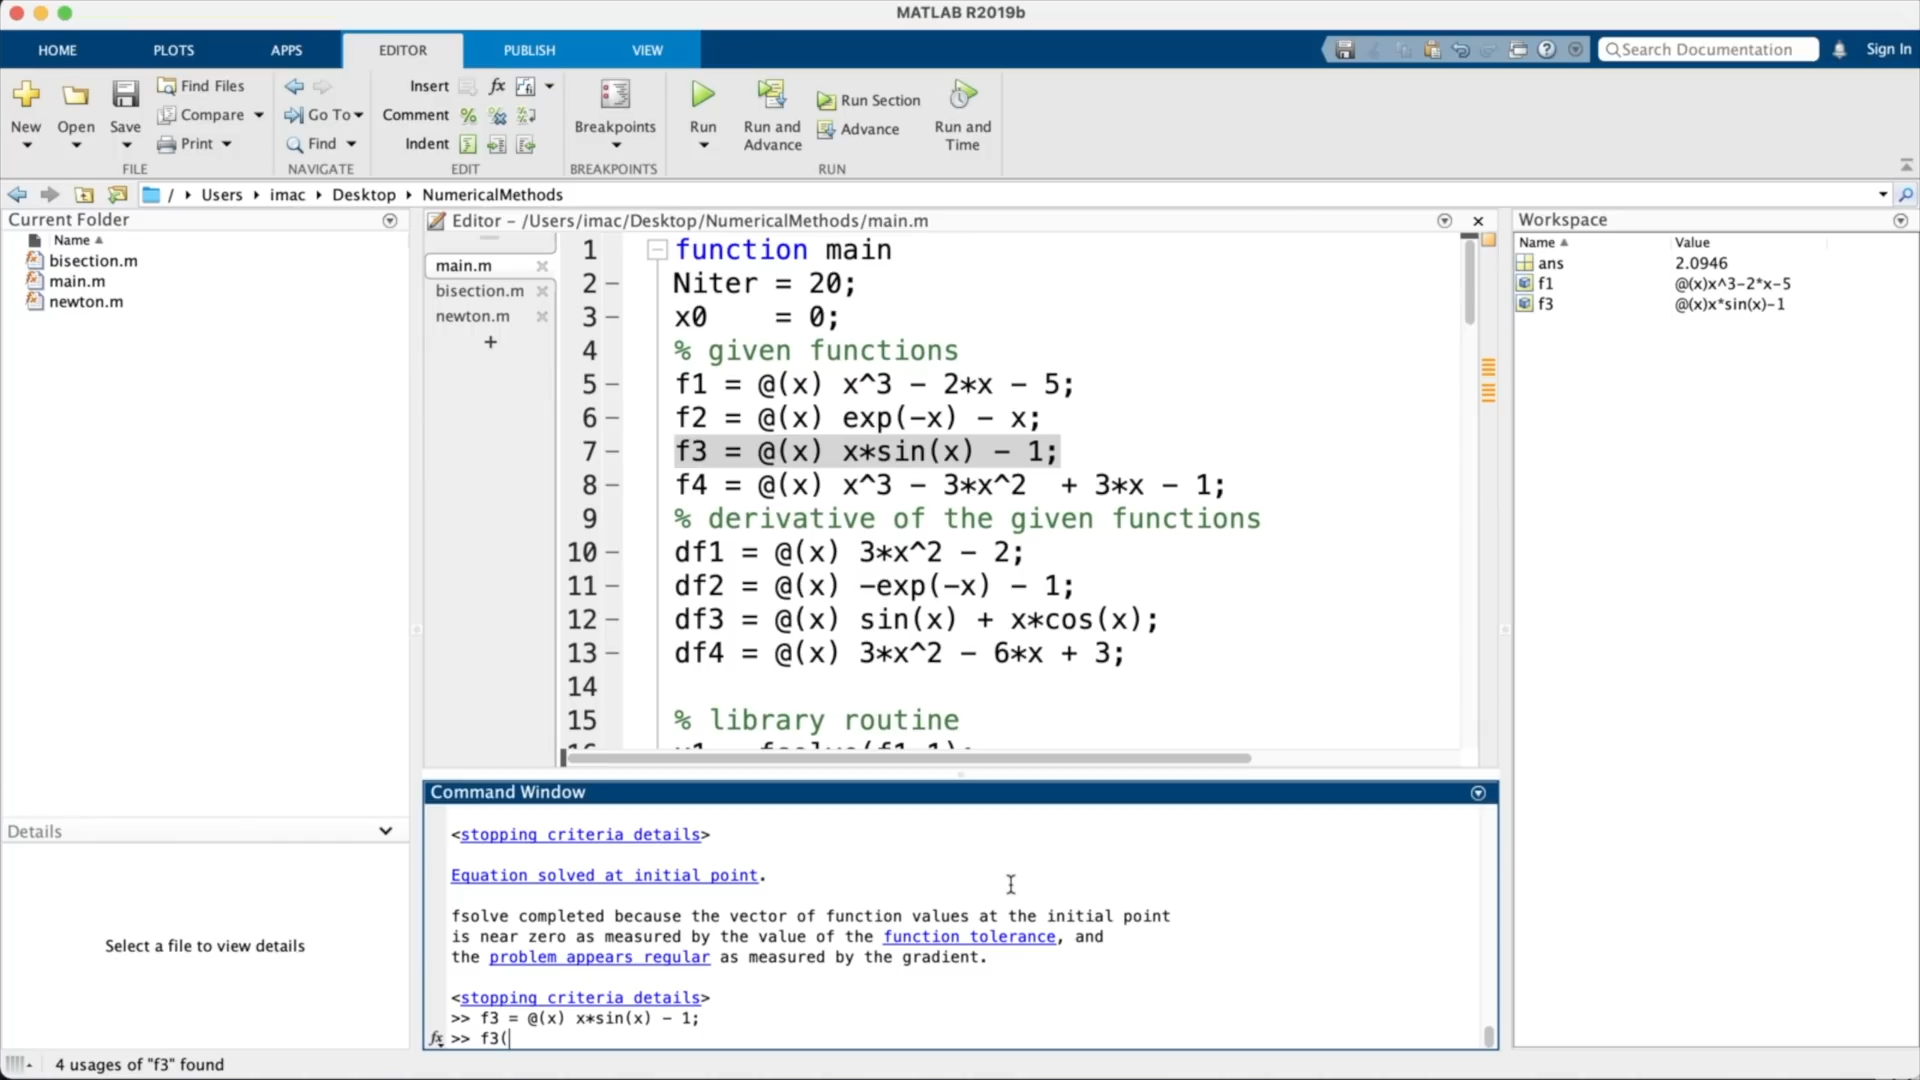 MATLAB R2019b
HOME PLOTS APPS EDITOR PUBLISH VIEW
Search Documentation
Sign In
New
Open
Save
Find Files
Compare
Print
FILE
Go To
Find
NAVIGATE
Insert
Comment
Indent
EDIT
Breakpoints
BREAKPOINTS
Run
Run and Advance
Run Section
Advance
Run and Time
RUN
/ Users imac Desktop NumericalMethods
Current Folder
Name
bisection.m
main.m
newton.m
Details
Select a file to view details
Editor – /Users/imac/Desktop/NumericalMethods/main.m
main.m
bisection.m
newton.m
+
1 function main
2 Niter = 20;
3 x0 = 0;
4 % given functions
5 f1 = @(x) x^3 - 2*x - 5;
6 f2 = @(x) exp(-x) - x;
7 f3 = @(x) x*sin(x) - 1;
8 f4 = @(x) x^3 - 3*x^2 + 3*x - 1;
9 % derivative of the given functions
10 df1 = @(x) 3*x^2 - 2;
11 df2 = @(x) -exp(-x) - 1;
12 df3 = @(x) sin(x) + x*cos(x);
13 df4 = @(x) 3*x^2 - 6*x + 3;
14
15 % library routine
Command Window
<stopping criteria details>
Equation solved at initial point.
fsolve completed because the vector of function values at the initial point
is near zero as measured by the value of the function tolerance, and
the problem appears regular as measured by the gradient.
<stopping criteria details>
>> f3 = @(x) x*sin(x) - 1;
fx >> f3(
Workspace
Name Value
ans 2.0946
f1 @(x)x^3-2*x-5
f3 @(x)x*sin(x)-1
4 usages of "f3" found